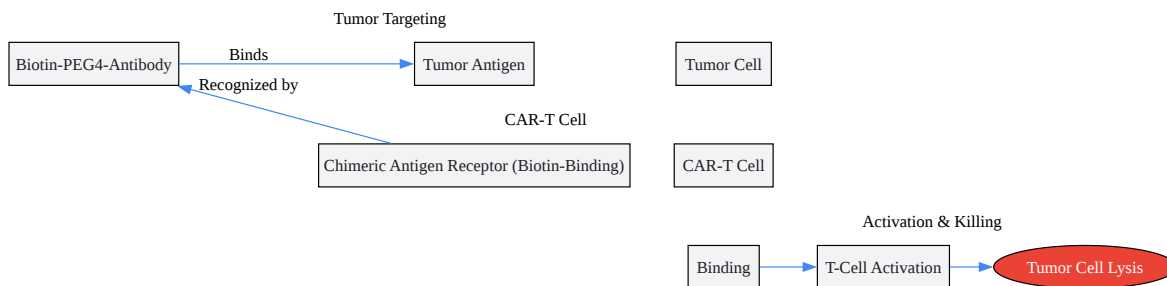 Tumor Targeting
Biotin-PEG4-Antibody
Binds
Tumor Antigen
Tumor Cell
Recognized by
CAR-T Cell
Chimeric Antigen Receptor (Biotin-Binding)
CAR-T Cell
Activation & Killing
Binding
T-Cell Activation
Tumor Cell Lysis